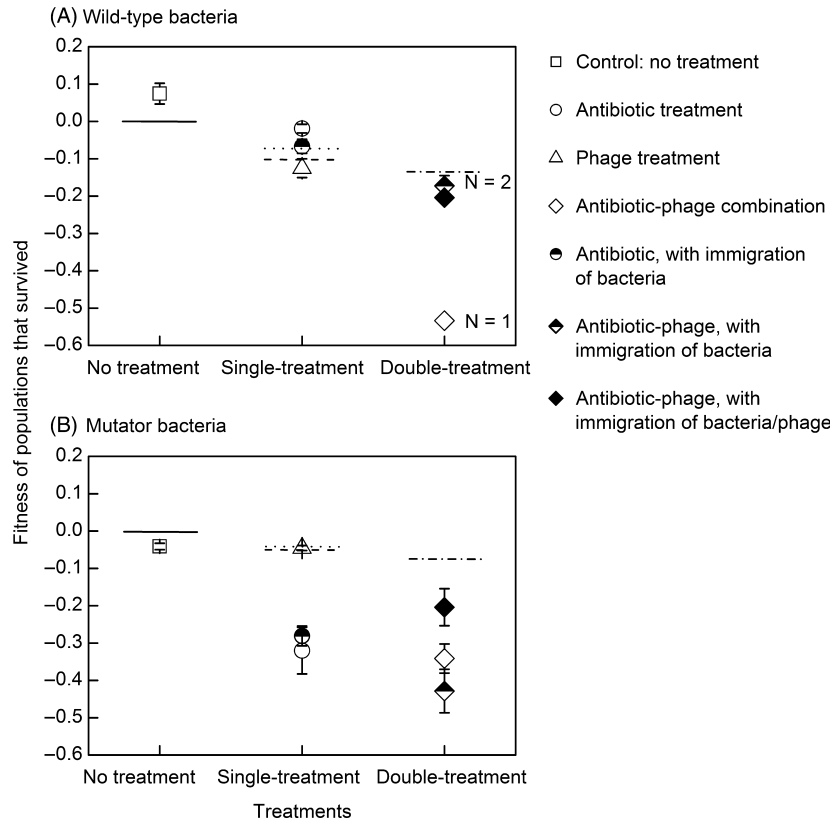 (A) Wild-type bacteria
Fitness of populations that survived
0.2
0.1
0.0
−0.1
−0.2
−0.3
−0.4
−0.5
−0.6
N = 2
N = 1
No treatment
Single-treatment
Double-treatment
Control: no treatment
Antibiotic treatment
Phage treatment
Antibiotic-phage combination
Antibiotic, with immigration
of bacteria
Antibiotic-phage, with
immigration of bacteria
Antibiotic-phage, with
immigration of bacteria/phage
(B) Mutator bacteria
0.2
0.1
0.0
−0.1
−0.2
−0.3
−0.4
−0.5
−0.6
No treatment
Single-treatment
Double-treatment
Treatments